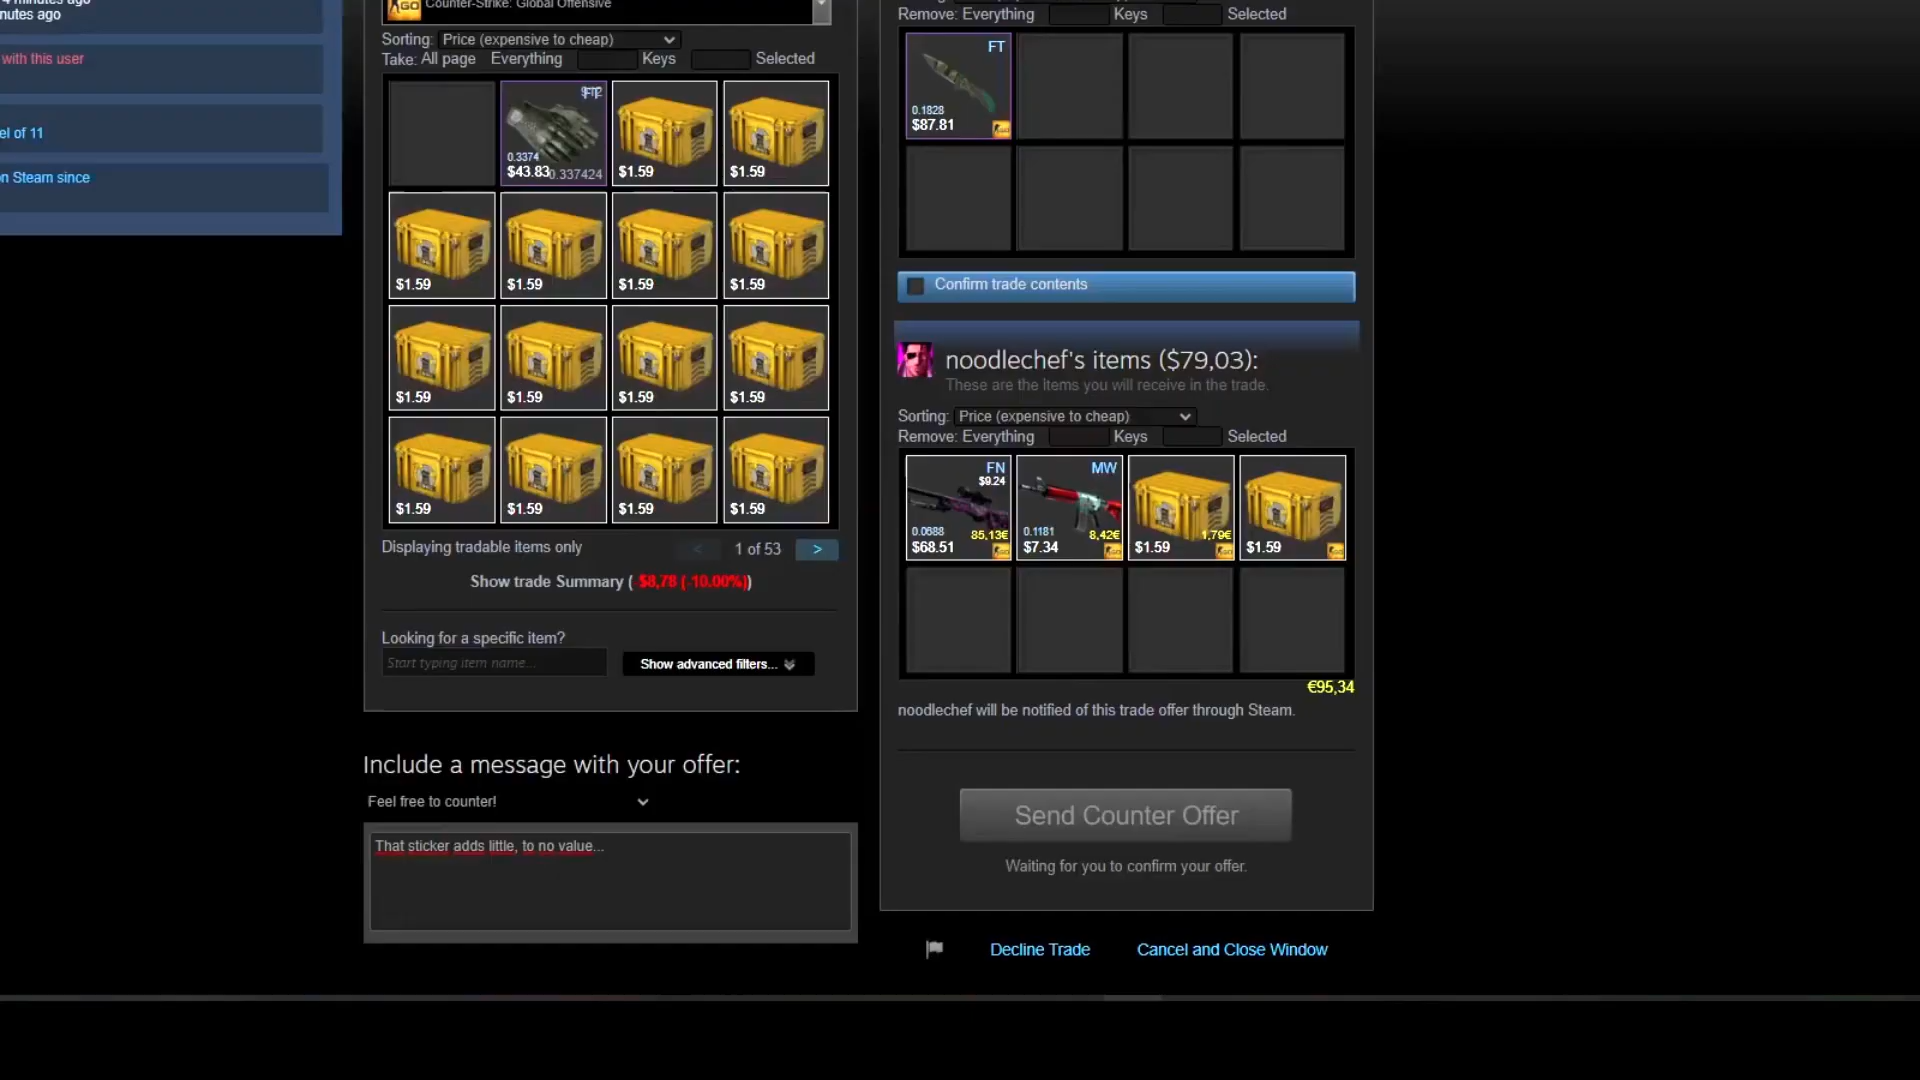 4 minutes ago
nutes ago
with this user
el of 11
n Steam since
Counter-Strike: Global Offensive
Sorting: Price (expensive to cheap)
Take: All page Everything Keys Selected
0.3374
$43.83 0.337424
$1.59
$1.59
$1.59
$1.59
$1.59
$1.59
$1.59
$1.59
$1.59
$1.59
$1.59
$1.59
$1.59
$1.59
Displaying tradable items only
< 1 of 53 >
Show trade Summary ( $8,78 (-10.00%))
Looking for a specific item?
Start typing item name...
Show advanced filters...
Include a message with your offer:
Feel free to counter!
That sticker adds little, to no value...
Remove: Everything Keys Selected
FT
0.1828
$87.81
Confirm trade contents
noodlechef's items ($79,03):
These are the items you will receive in the trade.
Sorting: Price (expensive to cheap)
Remove: Everything Keys Selected
FN
$9.24
0.0688
85,13€
$68.51
MW
0.1181
8,42€
$7.34
1,79€
$1.59
$1.59
€95,34
noodlechef will be notified of this trade offer through Steam.
Send Counter Offer
Waiting for you to confirm your offer.
Decline Trade
Cancel and Close Window